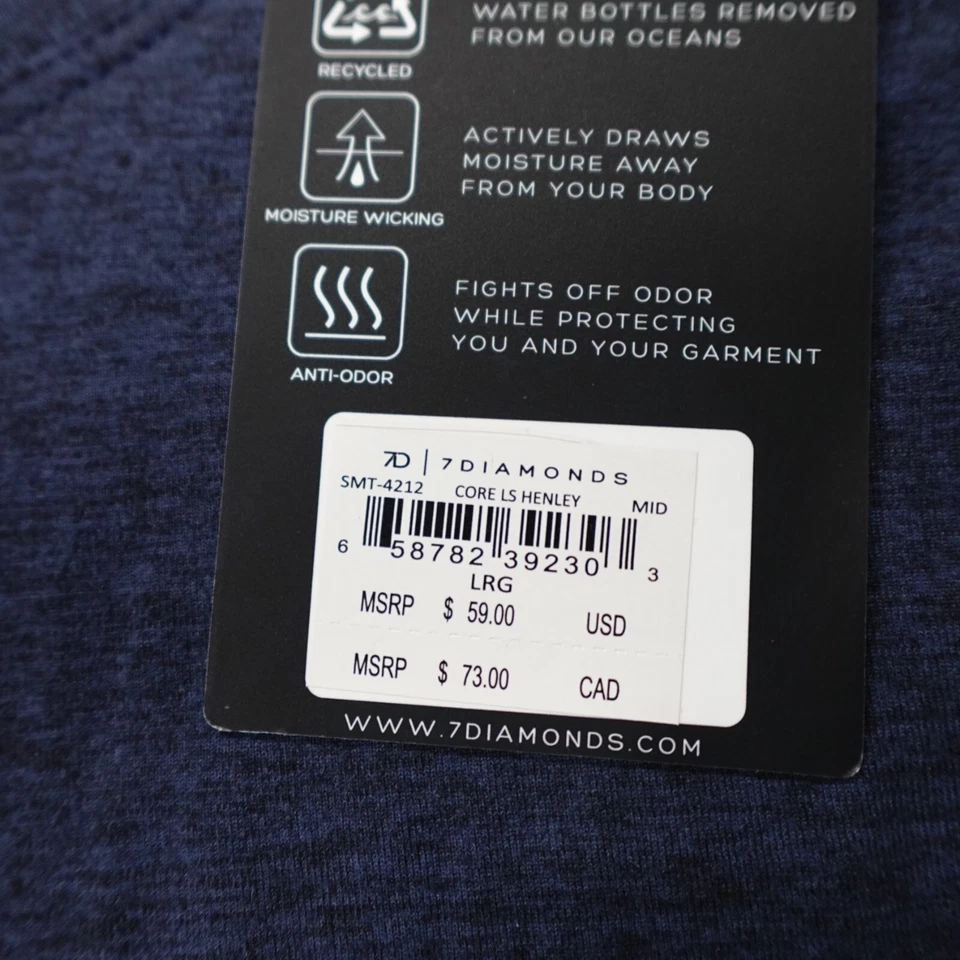 WATER BOTTLES REMOVED
FROM OUR OCEANS
RECYCLED
ACTIVELY DRAWS
MOISTURE AWAY
FROM YOUR BODY
MOISTURE WICKING
FIGHTS OFF ODOR
WHILE PROTECTING
YOU AND YOUR GARMENT
ANTI-ODOR
7D | 7DIAMONDS
SMT-4212 CORE LS HENLEY MID
6 58782 39230 3
LRG
MSRP $ 59.00 USD
MSRP $ 73.00 CAD
WWW.7DIAMONDS.COM